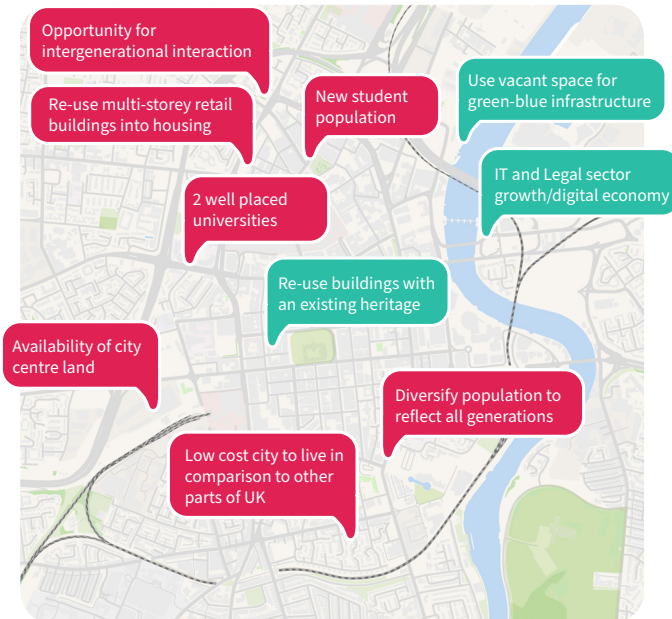 Opportunity for
intergenerational interaction
Re-use multi-storey retail
buildings into housing
New student
population
Use vacant space for
green-blue infrastructure
2 well placed
universities
IT and Legal sector
growth/digital economy
Re-use buildings with
an existing heritage
Availability of city
centre land
Diversify population to
reflect all generations
Low cost city to live in
comparison to other
parts of UK